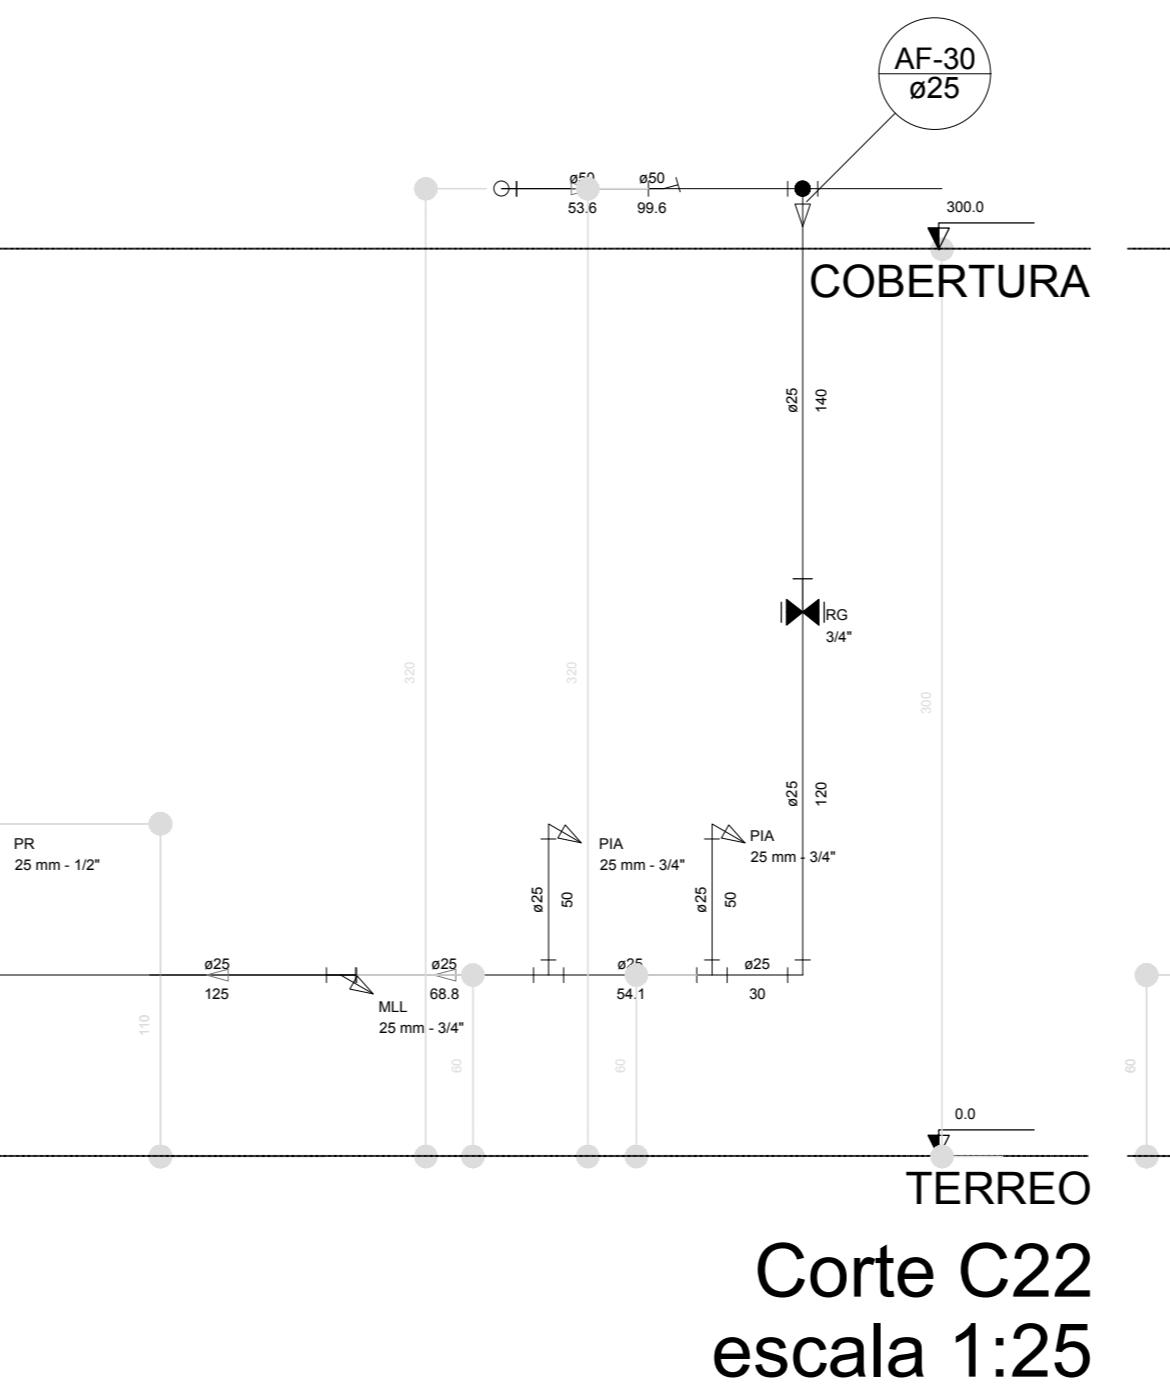 AF-30
ø25
ø50
ø50
53.6
99.6
300.0
COBERTURA
ø25
140
RG
3/4"
320
320
300
ø25
120
PR
25 mm - 1/2"
PIA
25 mm - 3/4"
PIA
25 mm - 3/4"
ø25
50
ø25
50
ø25
125
ø25
68.8
ø25
54.1
ø25
30
MLL
25 mm - 3/4"
110
60
60
60
0.0
TERREO
Corte C22
escala 1:25